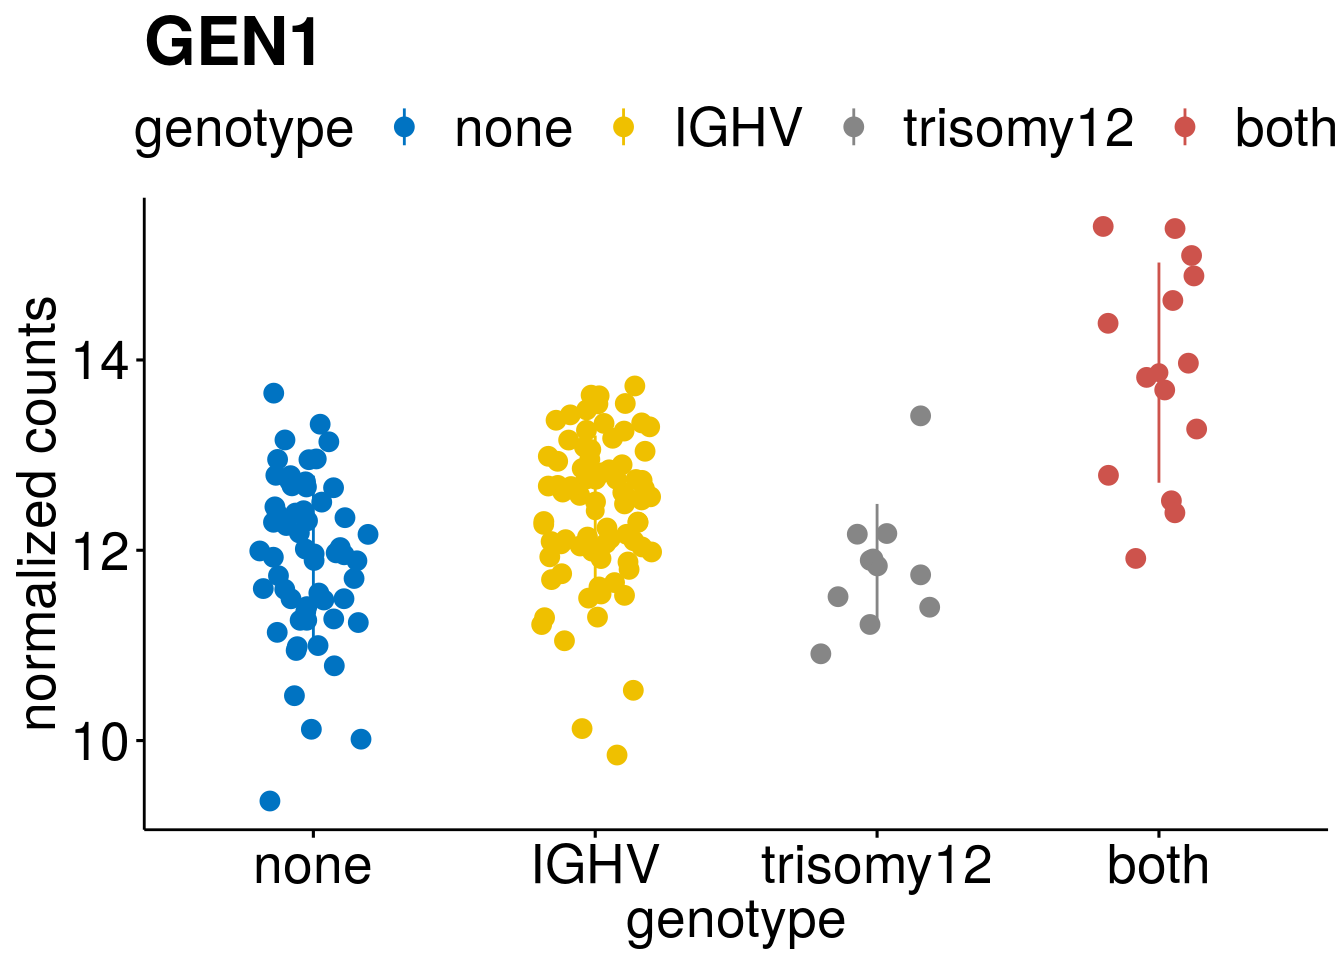 GEN1
genotype none IGHV trisomy12 both
normalized counts
14
12
10
none IGHV trisomy12 both
genotype